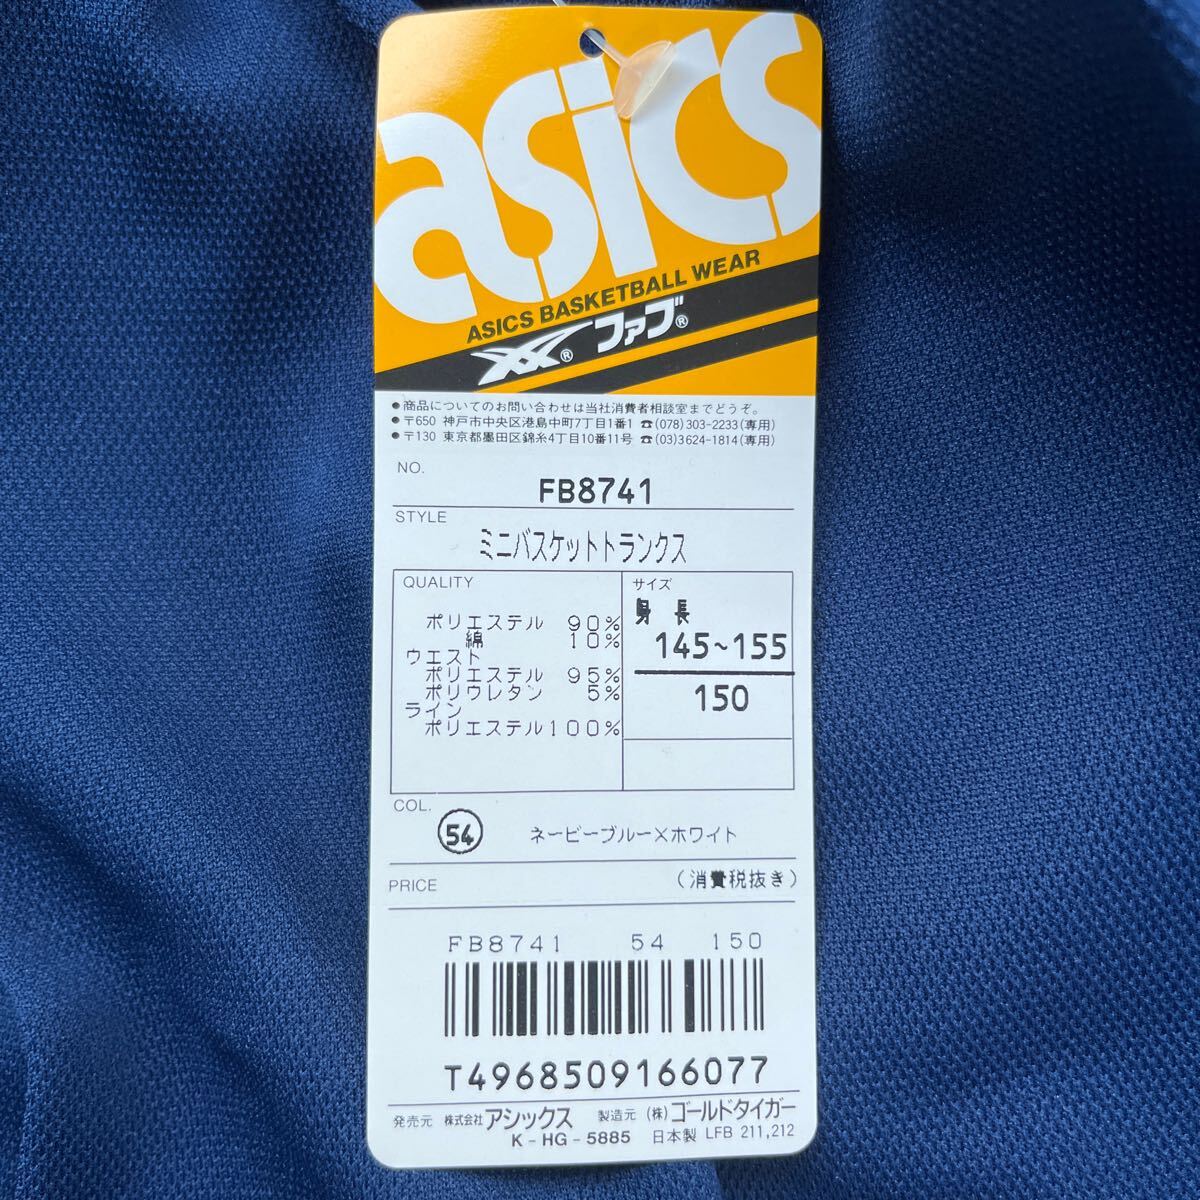 asics
ASICS BASKETBALL WEAR
® ファブ®
●商品についてのお問い合わせは当社消費者相談室までどうぞ。
●〒650 神戸市中央区港島中町7丁目1番1 ☎(078)303-2233(専用)
●〒130 東京都墨田区錦糸4丁目10番11号 ☎(03)3624-1814(専用)
NO.
FB8741
STYLE
ミニバスケットトランクス
QUALITY
ポリエステル 90%
綿 10%
ウエスト
ポリエステル 95%
ポリウレタン 5%
ライン
ポリエステル100%
サイズ
身長
145~155
150
COL.
54 ネービーブルー×ホワイト
PRICE (消費税抜き)
FB8741 54 150
T4968509166077
発売元 株式会社アシックス 製造元 (株)ゴールドタイガー
K-HG-5885 日本製 LFB 211,212